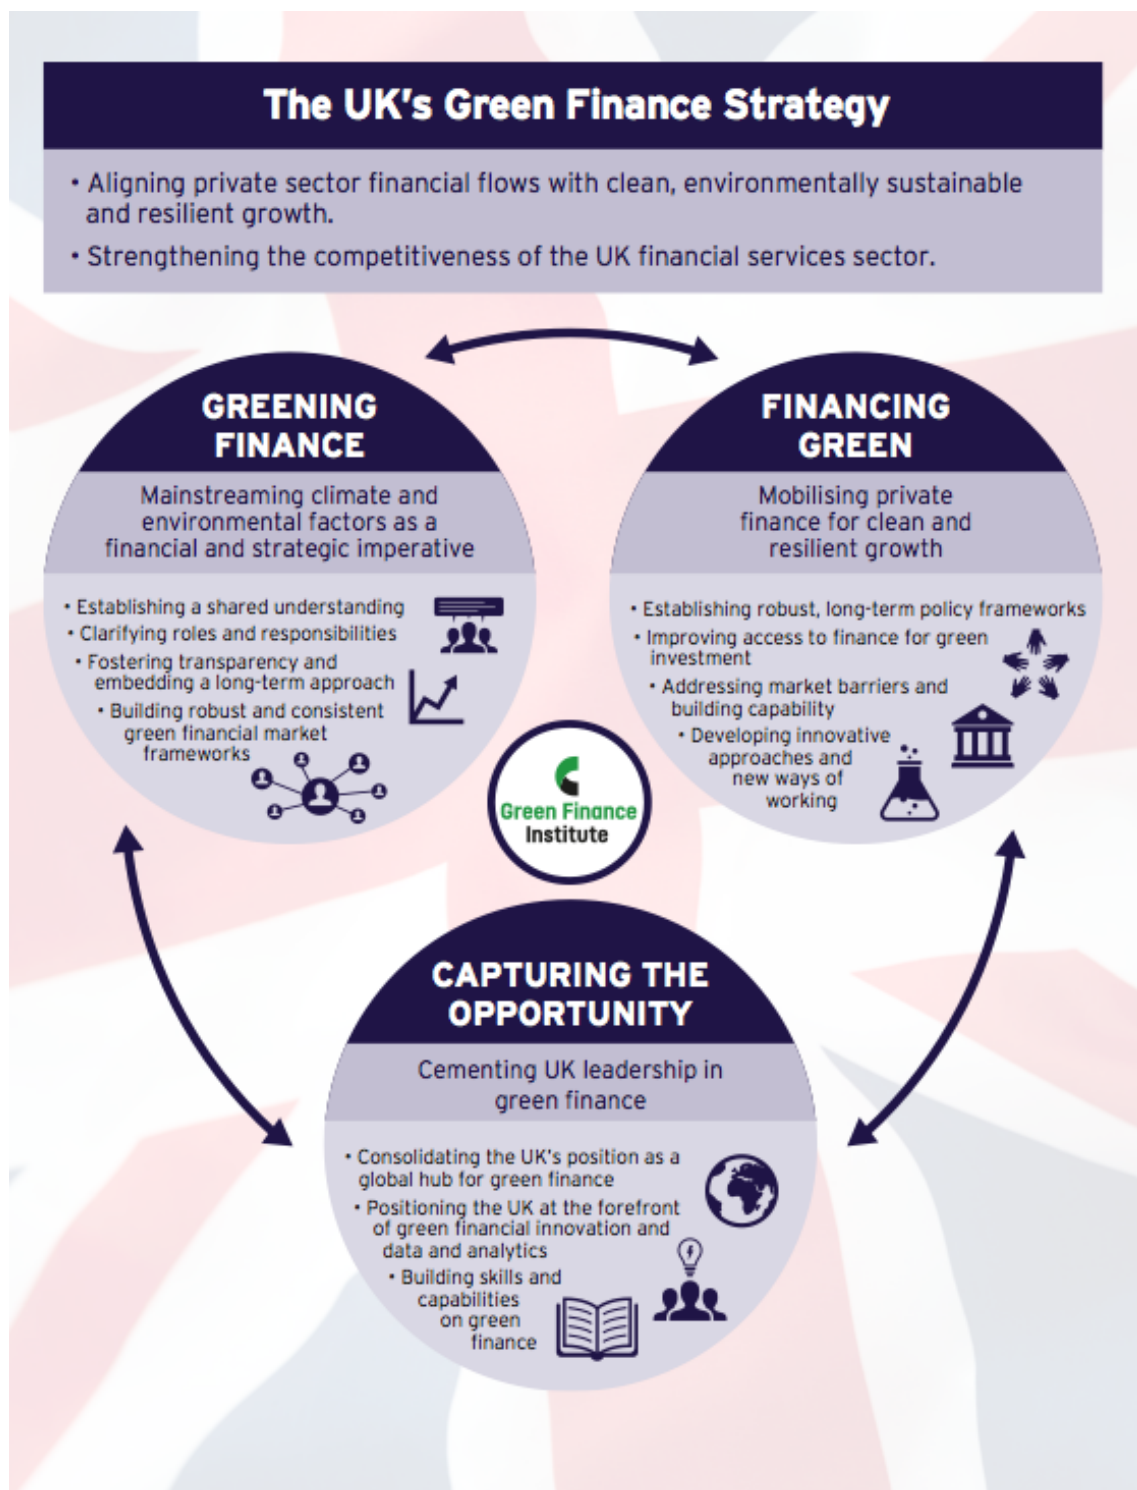 The UK's Green Finance Strategy
• Aligning private sector financial flows with clean, environmentally sustainable
and resilient growth.
• Strengthening the competitiveness of the UK financial services sector.
GREENING
FINANCE
Mainstreaming climate and
environmental factors as a
financial and strategic imperative
• Establishing a shared understanding
• Clarifying roles and responsibilities
• Fostering transparency and
embedding a long-term approach
• Building robust and consistent
green financial market
frameworks
FINANCING
GREEN
Mobilising private
finance for clean and
resilient growth
• Establishing robust, long-term policy frameworks
• Improving access to finance for green
investment
• Addressing market barriers and
building capability
• Developing innovative
approaches and
new ways of
working
Green Finance
Institute
CAPTURING THE
OPPORTUNITY
Cementing UK leadership in
green finance
• Consolidating the UK's position as a
global hub for green finance
• Positioning the UK at the forefront
of green financial innovation and
data and analytics
• Building skills and
capabilities
on green
finance